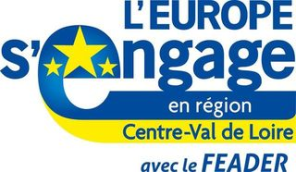 L'EUROPE
s'engage
en région
Centre-Val de Loire
avec le FEADER